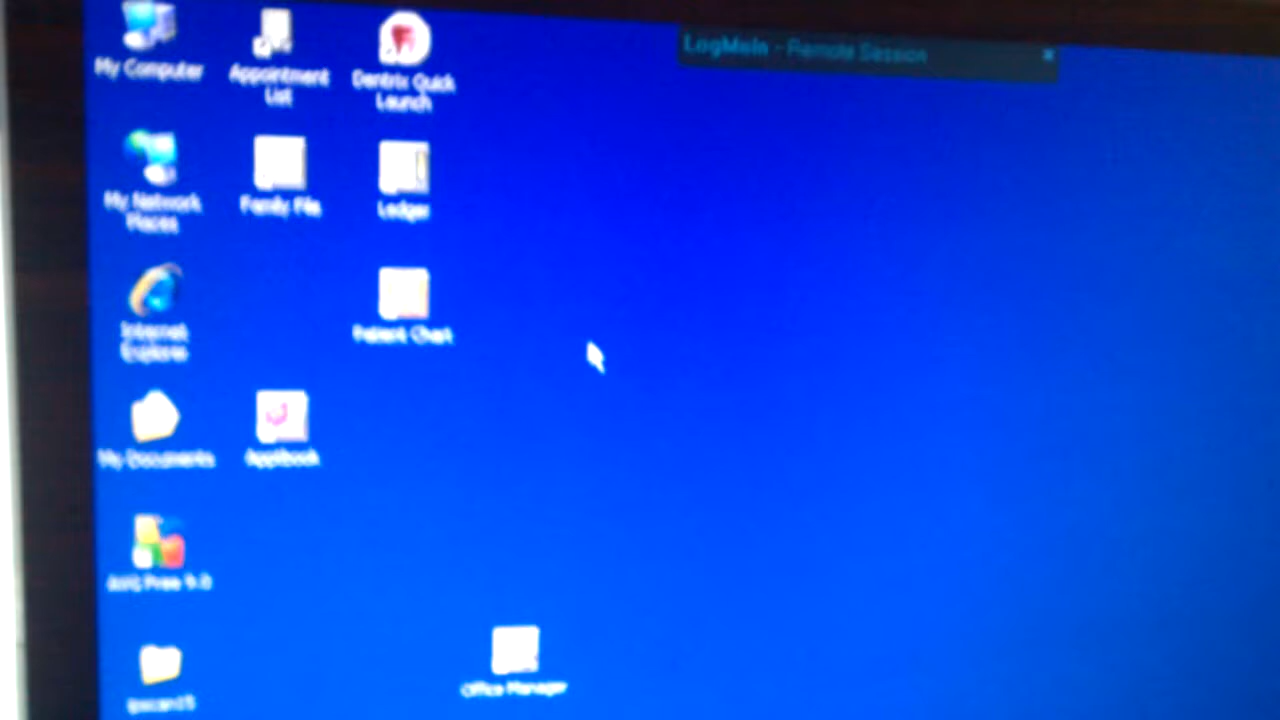 My Computer
Appointment
List
Dentrix Quick
Launch
LogMeIn - Remote Session
My Network
Places
Family File
Ledger
Internet
Explorer
Patient Chart
My Documents
Apptbook
AVG Free 9.0
Office Manager